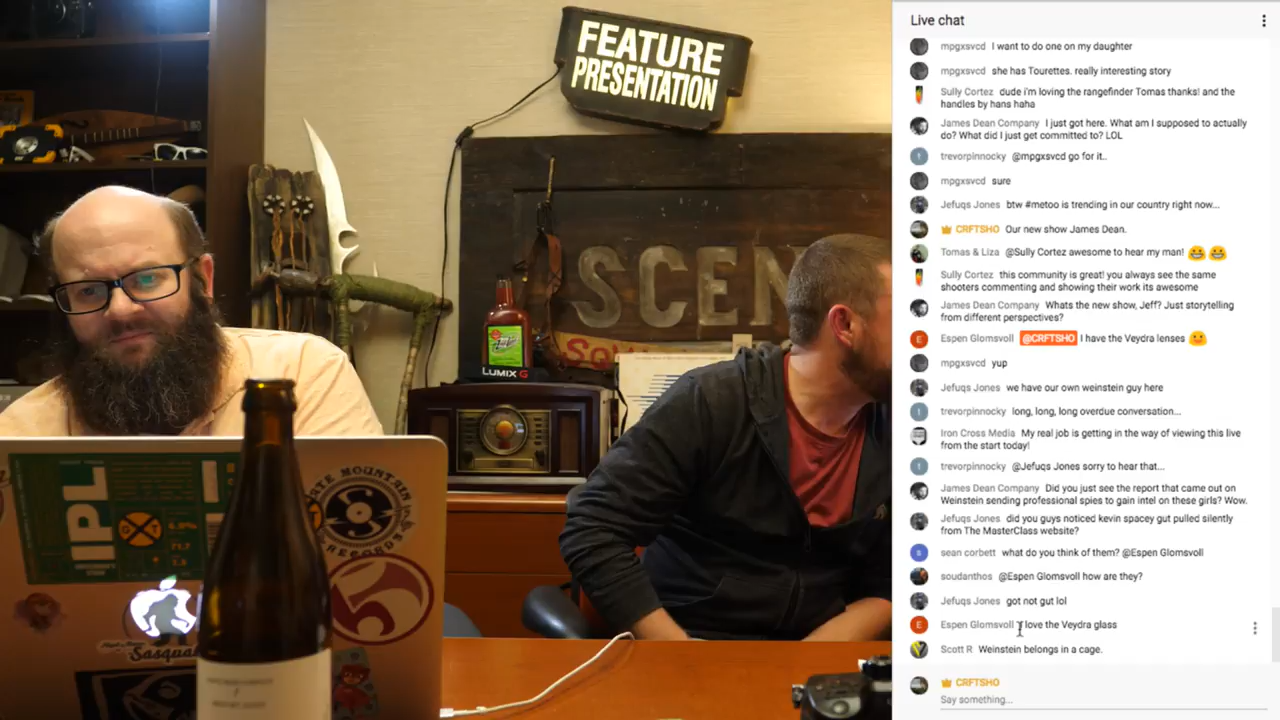 FEATURE
PRESENTATION
SCEN
LUMIX G
IPL
Sasqua
Live chat
mpgxsvcd I want to do one on my daughter
mpgxsvcd she has Tourettes. really interesting story
Sully Cortez dude i'm loving the rangefinder Tomas thanks! and the
handles by hans haha
James Dean Company I just got here. What am I supposed to actually
do? What did I just get committed to? LOL
trevorpinnocky @mpgxsvcd go for it..
mpgxsvcd sure
Jefuqs Jones btw #metoo is trending in our country right now...
CRFTSHO Our new show James Dean.
Tomas & Liza @Sully Cortez awesome to hear my man!
Sully Cortez this community is great! you always see the same
shooters commenting and showing their work its awesome
James Dean Company Whats the new show, Jeff? Just storytelling
from different perspectives?
E Espen Glomsvoll @CRFTSHO I have the Veydra lenses
mpgxsvcd yup
Jefuqs Jones we have our own weinstein guy here
trevorpinnocky long, long, long overdue conversation...
Iron Cross Media My real job is getting in the way of viewing this live
from the start today!
trevorpinnocky @Jefuqs Jones sorry to hear that...
James Dean Company Did you just see the report that came out on
Weinstein sending professional spies to gain intel on these girls? Wow.
Jefuqs Jones did you guys noticed kevin spacey gut pulled silently
from The MasterClass website?
s sean corbett what do you think of them? @Espen Glomsvoll
soudanthos @Espen Glomsvoll how are they?
Jefuqs Jones got not gut lol
E Espen Glomsvoll I love the Veydra glass
Scott R Weinstein belongs in a cage.
CRFTSHO
Say something...